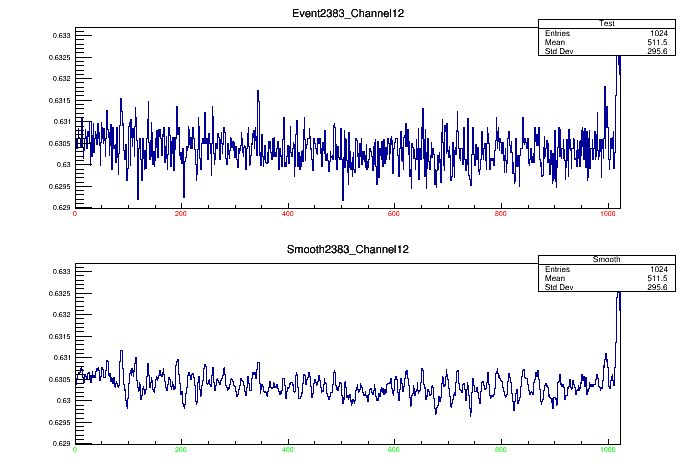 Event2383_Channel12
Test
Entries 1024
Mean 511.5
Std Dev 295.6
0.633
0.6325
0.632
0.6315
0.631
0.6305
0.63
0.6295
0.629
0 200 400 600 800 1000
Smooth2383_Channel12
Smooth
Entries 1024
Mean 511.5
Std Dev 295.6
0.633
0.6325
0.632
0.6315
0.631
0.6305
0.63
0.6295
0.629
0 200 400 600 800 1000